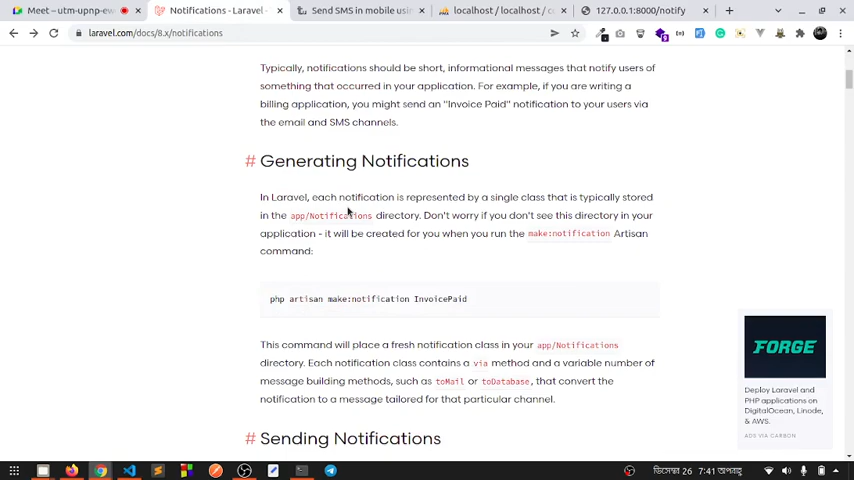 Meet – utm-upnp-ew
Notifications - Laravel -
Send SMS in mobile usin
localhost / localhost / c
127.0.0.1:8000/notify
laravel.com/docs/8.x/notifications
Typically, notifications should be short, informational messages that notify users of
something that occurred in your application. For example, if you are writing a
billing application, you might send an "Invoice Paid" notification to your users via
the email and SMS channels.
# Generating Notifications
In Laravel, each notification is represented by a single class that is typically stored
in the app/Notifications directory. Don't worry if you don't see this directory in your
application - it will be created for you when you run the make:notification Artisan
command:
php artisan make:notification InvoicePaid
This command will place a fresh notification class in your app/Notifications
directory. Each notification class contains a via method and a variable number of
message building methods, such as toMail or toDatabase, that convert the
notification to a message tailored for that particular channel.
FORGE
Deploy Laravel and
PHP applications on
DigitalOcean, Linode,
& AWS.
ADS VIA CARBON
# Sending Notifications
ডিসেম্বর 26 7:41 অপরাহ্ণ